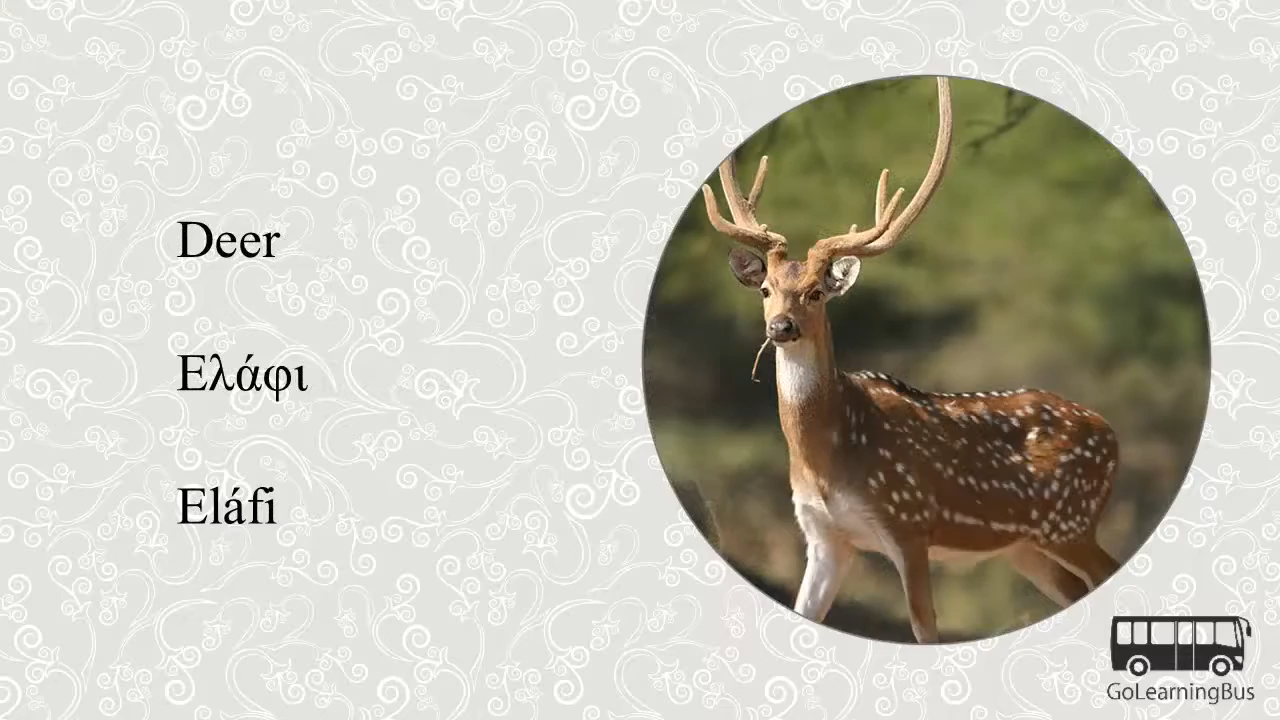 Deer
Ελάφι
Eláfi
GoLearningBus